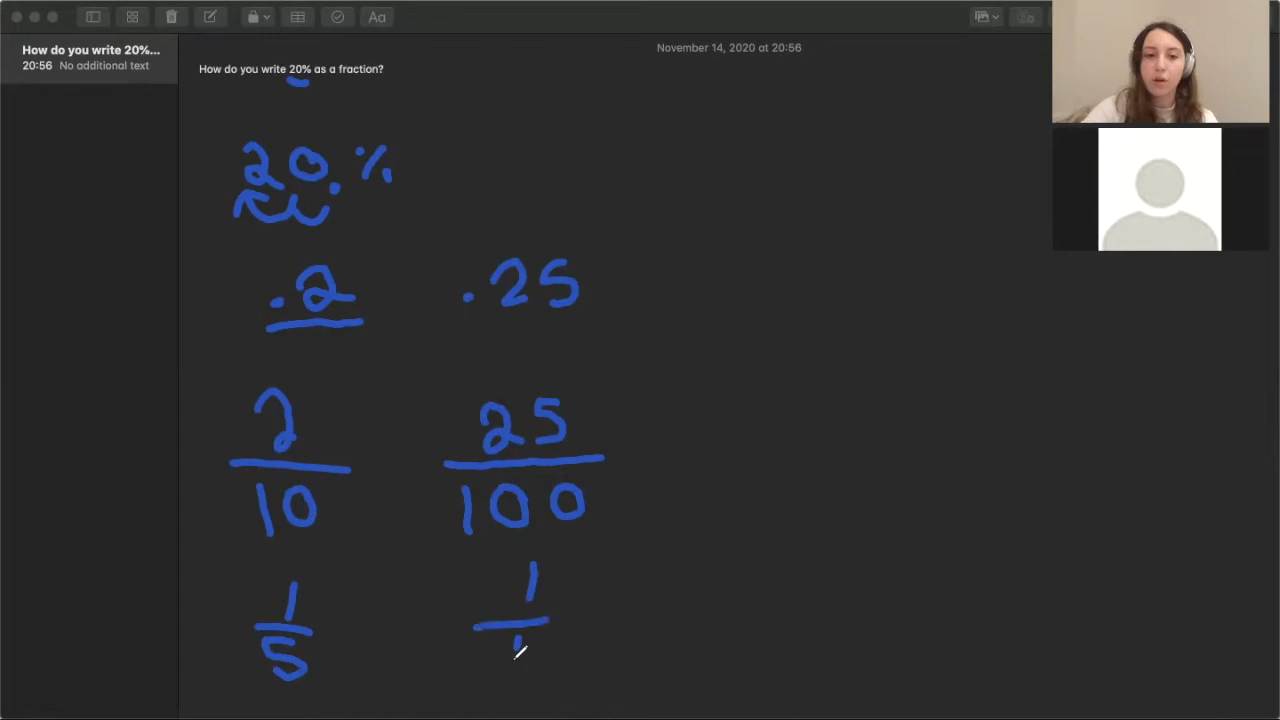 Aa
How do you write 20%...
20:56 No additional text
November 14, 2020 at 20:56
How do you write 20% as a fraction?
20.%
.2 .25
2 25
10 100
1 1
5